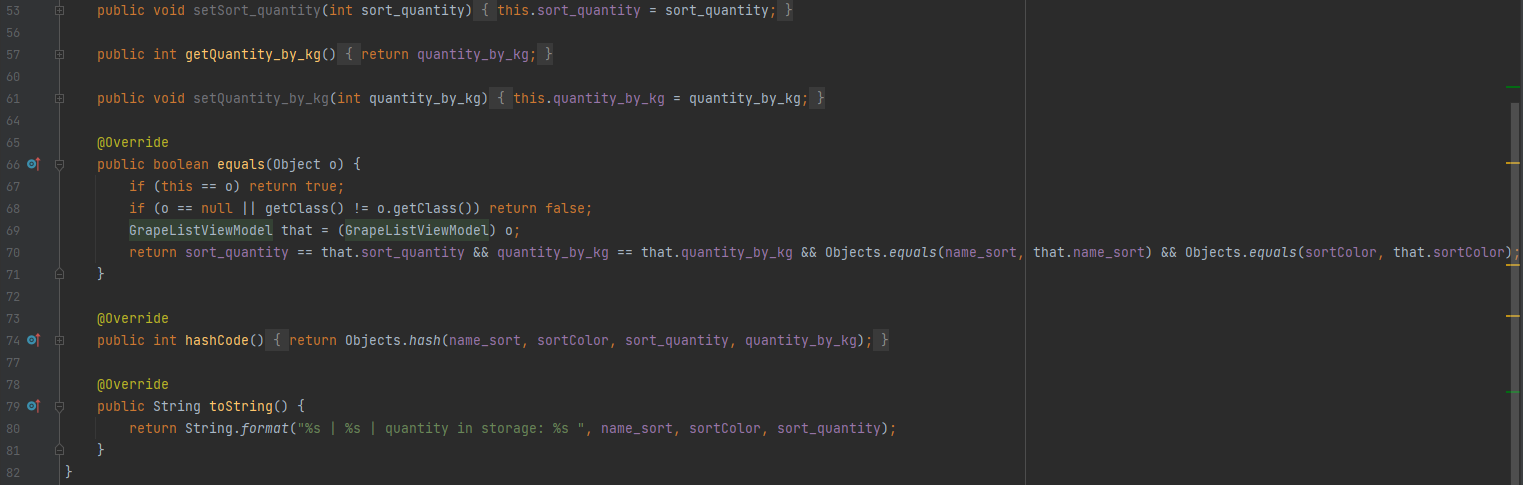 53 public void setSort_quantity(int sort_quantity) { this.sort_quantity = sort_quantity; }
56
57 public int getQuantity_by_kg() { return quantity_by_kg; }
60
61 public void setQuantity_by_kg(int quantity_by_kg) { this.quantity_by_kg = quantity_by_kg; }
64
65 @Override
66 public boolean equals(Object o) {
67 if (this == o) return true;
68 if (o == null || getClass() != o.getClass()) return false;
69 GrapeListViewModel that = (GrapeListViewModel) o;
70 return sort_quantity == that.sort_quantity && quantity_by_kg == that.quantity_by_kg && Objects.equals(name_sort, that.name_sort) && Objects.equals(sortColor, that.sortColor);
71 }
72
73 @Override
74 public int hashCode() { return Objects.hash(name_sort, sortColor, sort_quantity, quantity_by_kg); }
77
78 @Override
79 public String toString() {
80 return String.format("%s | %s | quantity in storage: %s ", name_sort, sortColor, sort_quantity);
81 }
82 }